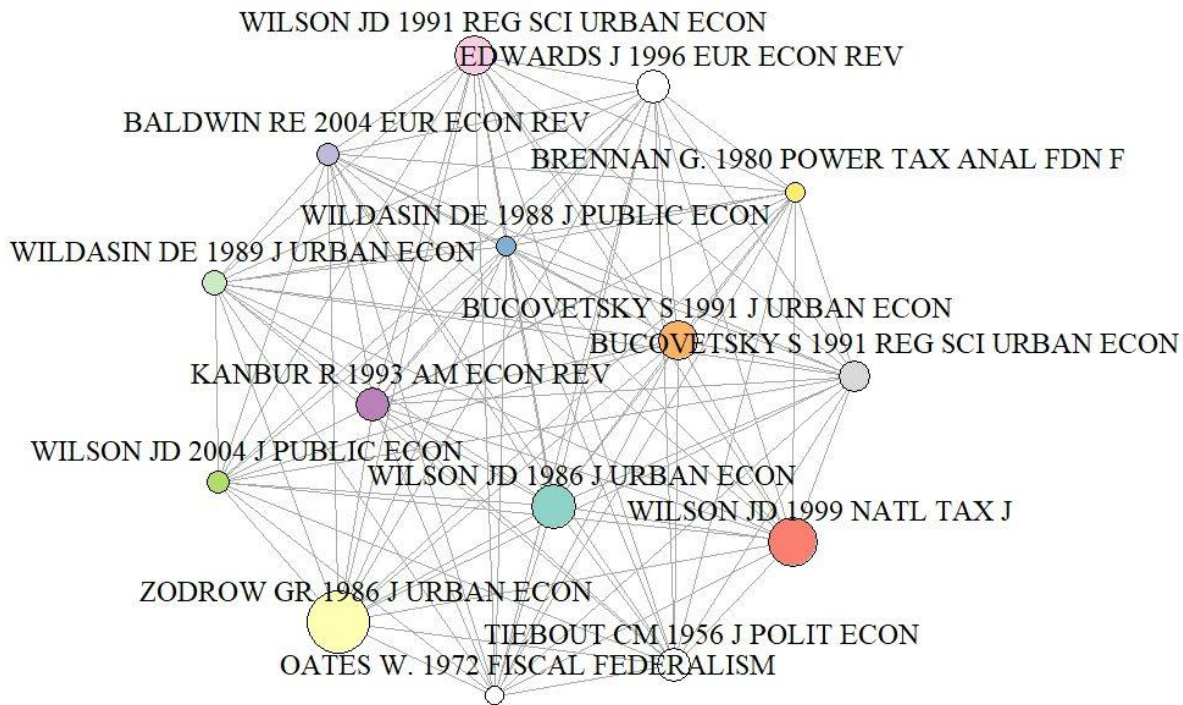 WILSON JD 1991 REG SCI URBAN ECON
EDWARDS J 1996 EUR ECON REV
BALDWIN RE 2004 EUR ECON REV
BRENNAN G. 1980 POWER TAX ANAL FDN F
WILDASIN DE 1988 J PUBLIC ECON
WILDASIN DE 1989 J URBAN ECON
BUCOVETSKY S 1991 J URBAN ECON
BUCOVETSKY S 1991 REG SCI URBAN ECON
KANBUR R 1993 AM ECON REV
WILSON JD 2004 J PUBLIC ECON
WILSON JD 1986 J URBAN ECON
WILSON JD 1999 NATL TAX J
ZODROW GR 1986 J URBAN ECON
TIEBOUT CM 1956 J POLIT ECON
OATES W. 1972 FISCAL FEDERALISM